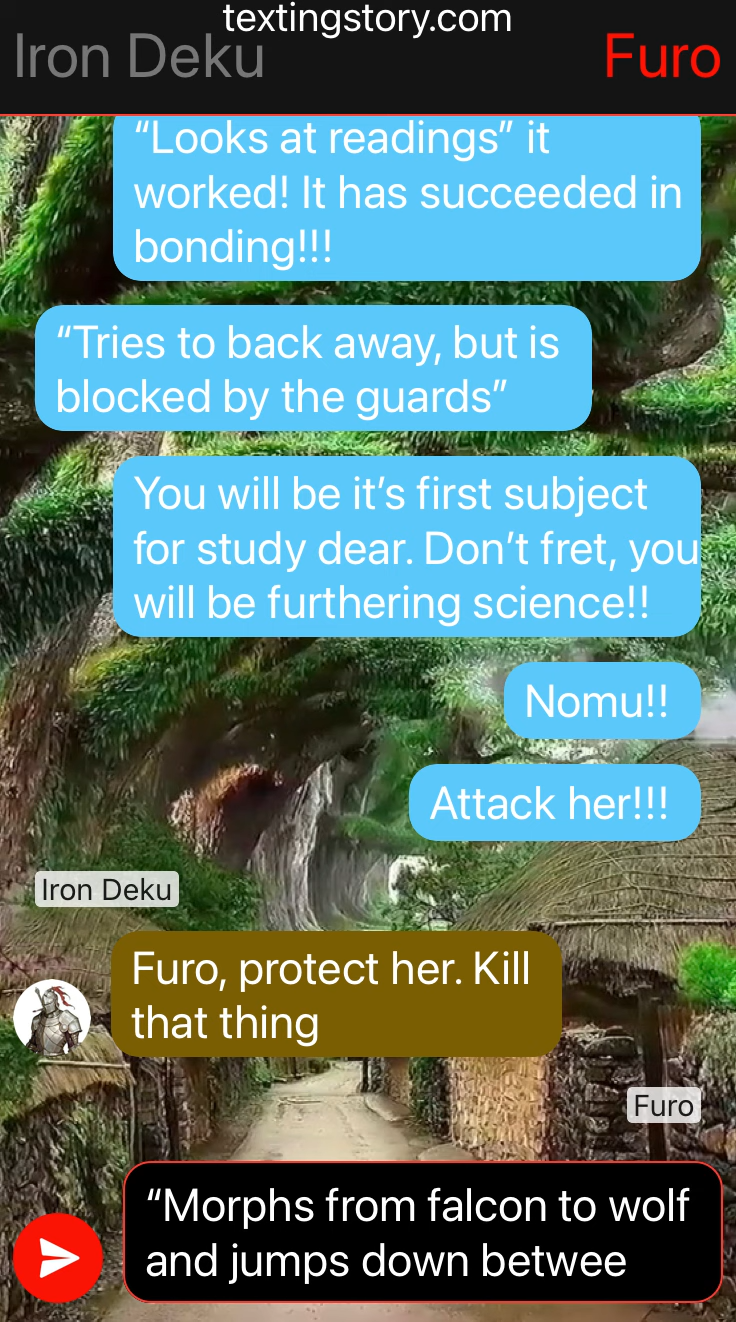 textingstory.com
Iron Deku
Furo
“Looks at readings” it
worked! It has succeeded in
bonding!!!
“Tries to back away, but is
blocked by the guards”
You will be it’s first subject
for study dear. Don’t fret, you
will be furthering science!!
Nomu!!
Attack her!!!
Iron Deku
Furo, protect her. Kill
that thing
Furo
“Morphs from falcon to wolf
and jumps down betwee